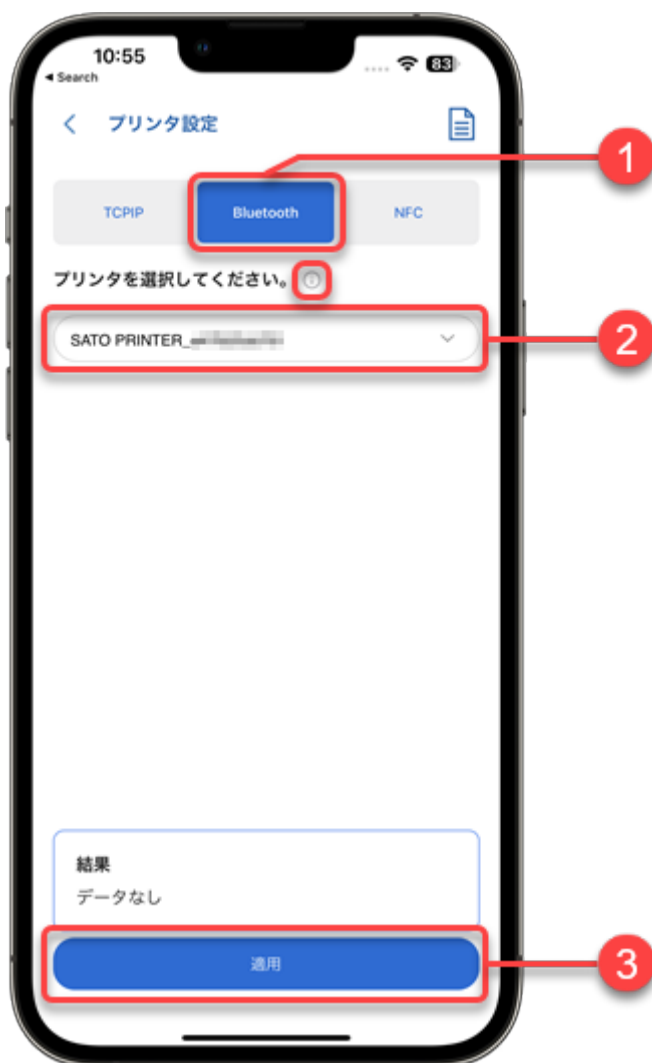 10:55
83
◂ Search
プリンタ設定
1
TCPIP
Bluetooth
NFC
プリンタを選択してください。
SATO PRINTER_
2
結果
データなし
適用
3